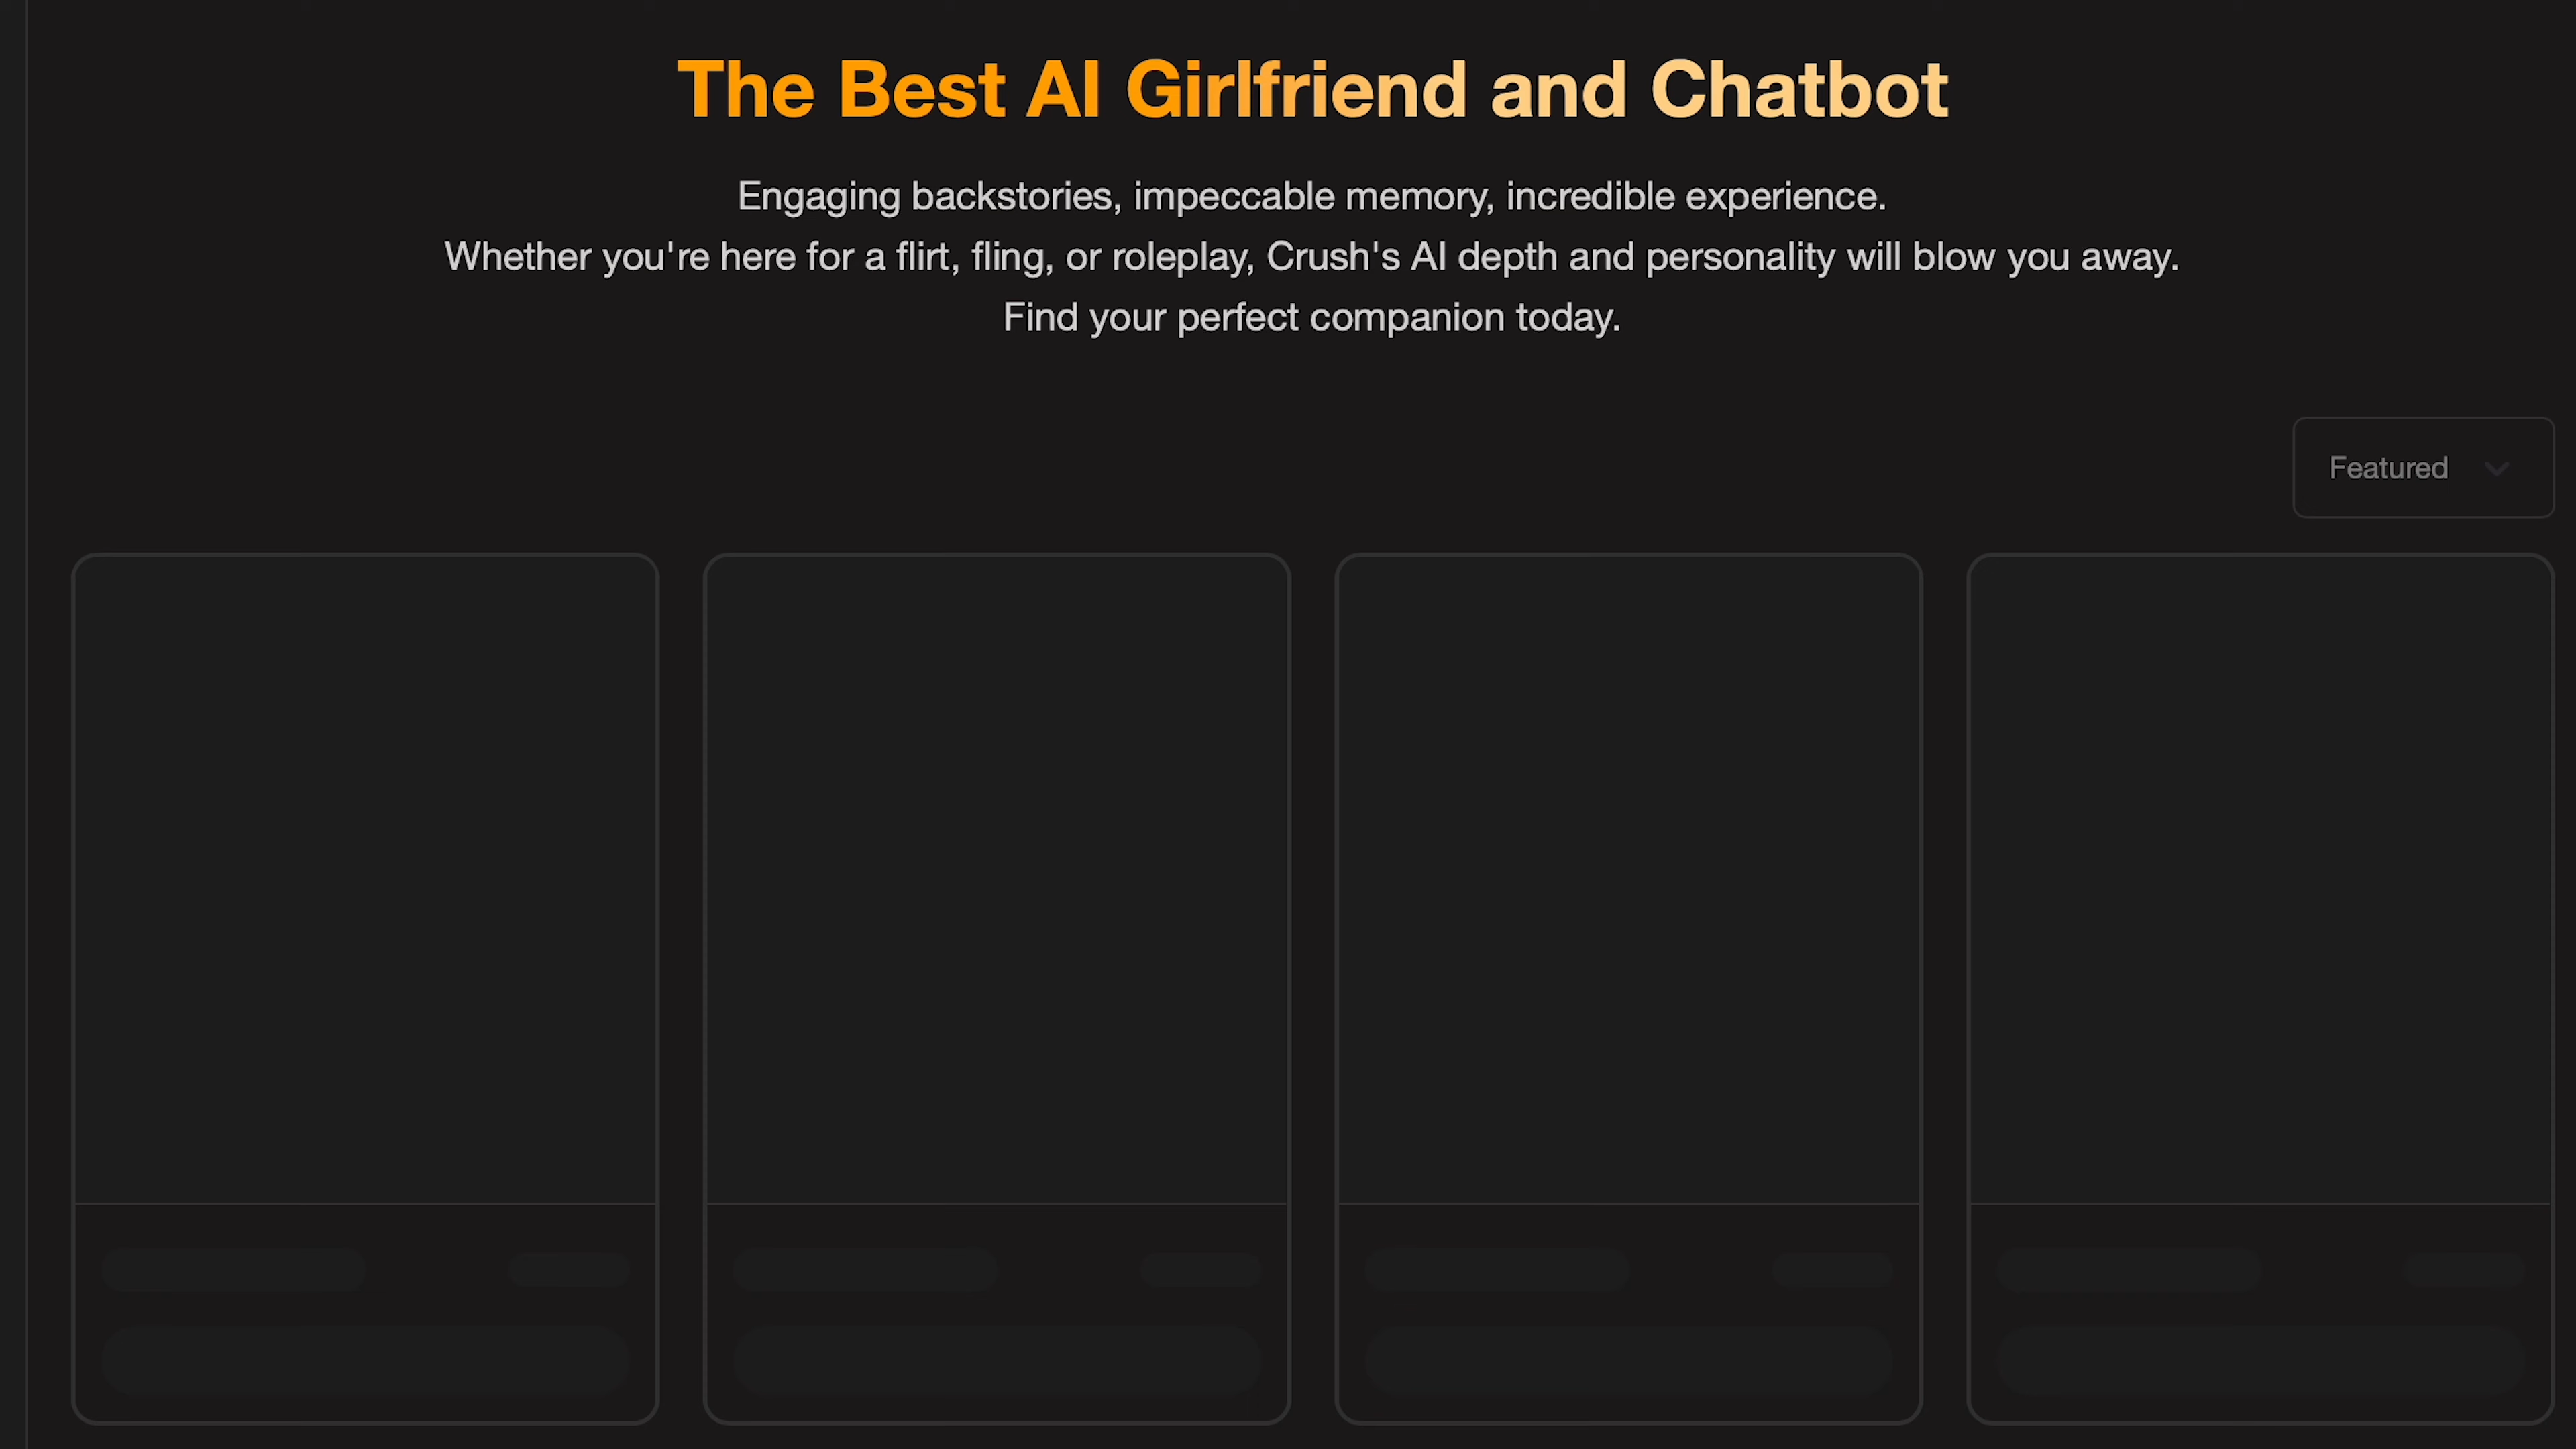 The Best AI Girlfriend and Chatbot
Engaging backstories, impeccable memory, incredible experience.
Whether you're here for a flirt, fling, or roleplay, Crush's AI depth and personality will blow you away.
Find your perfect companion today.
Featured